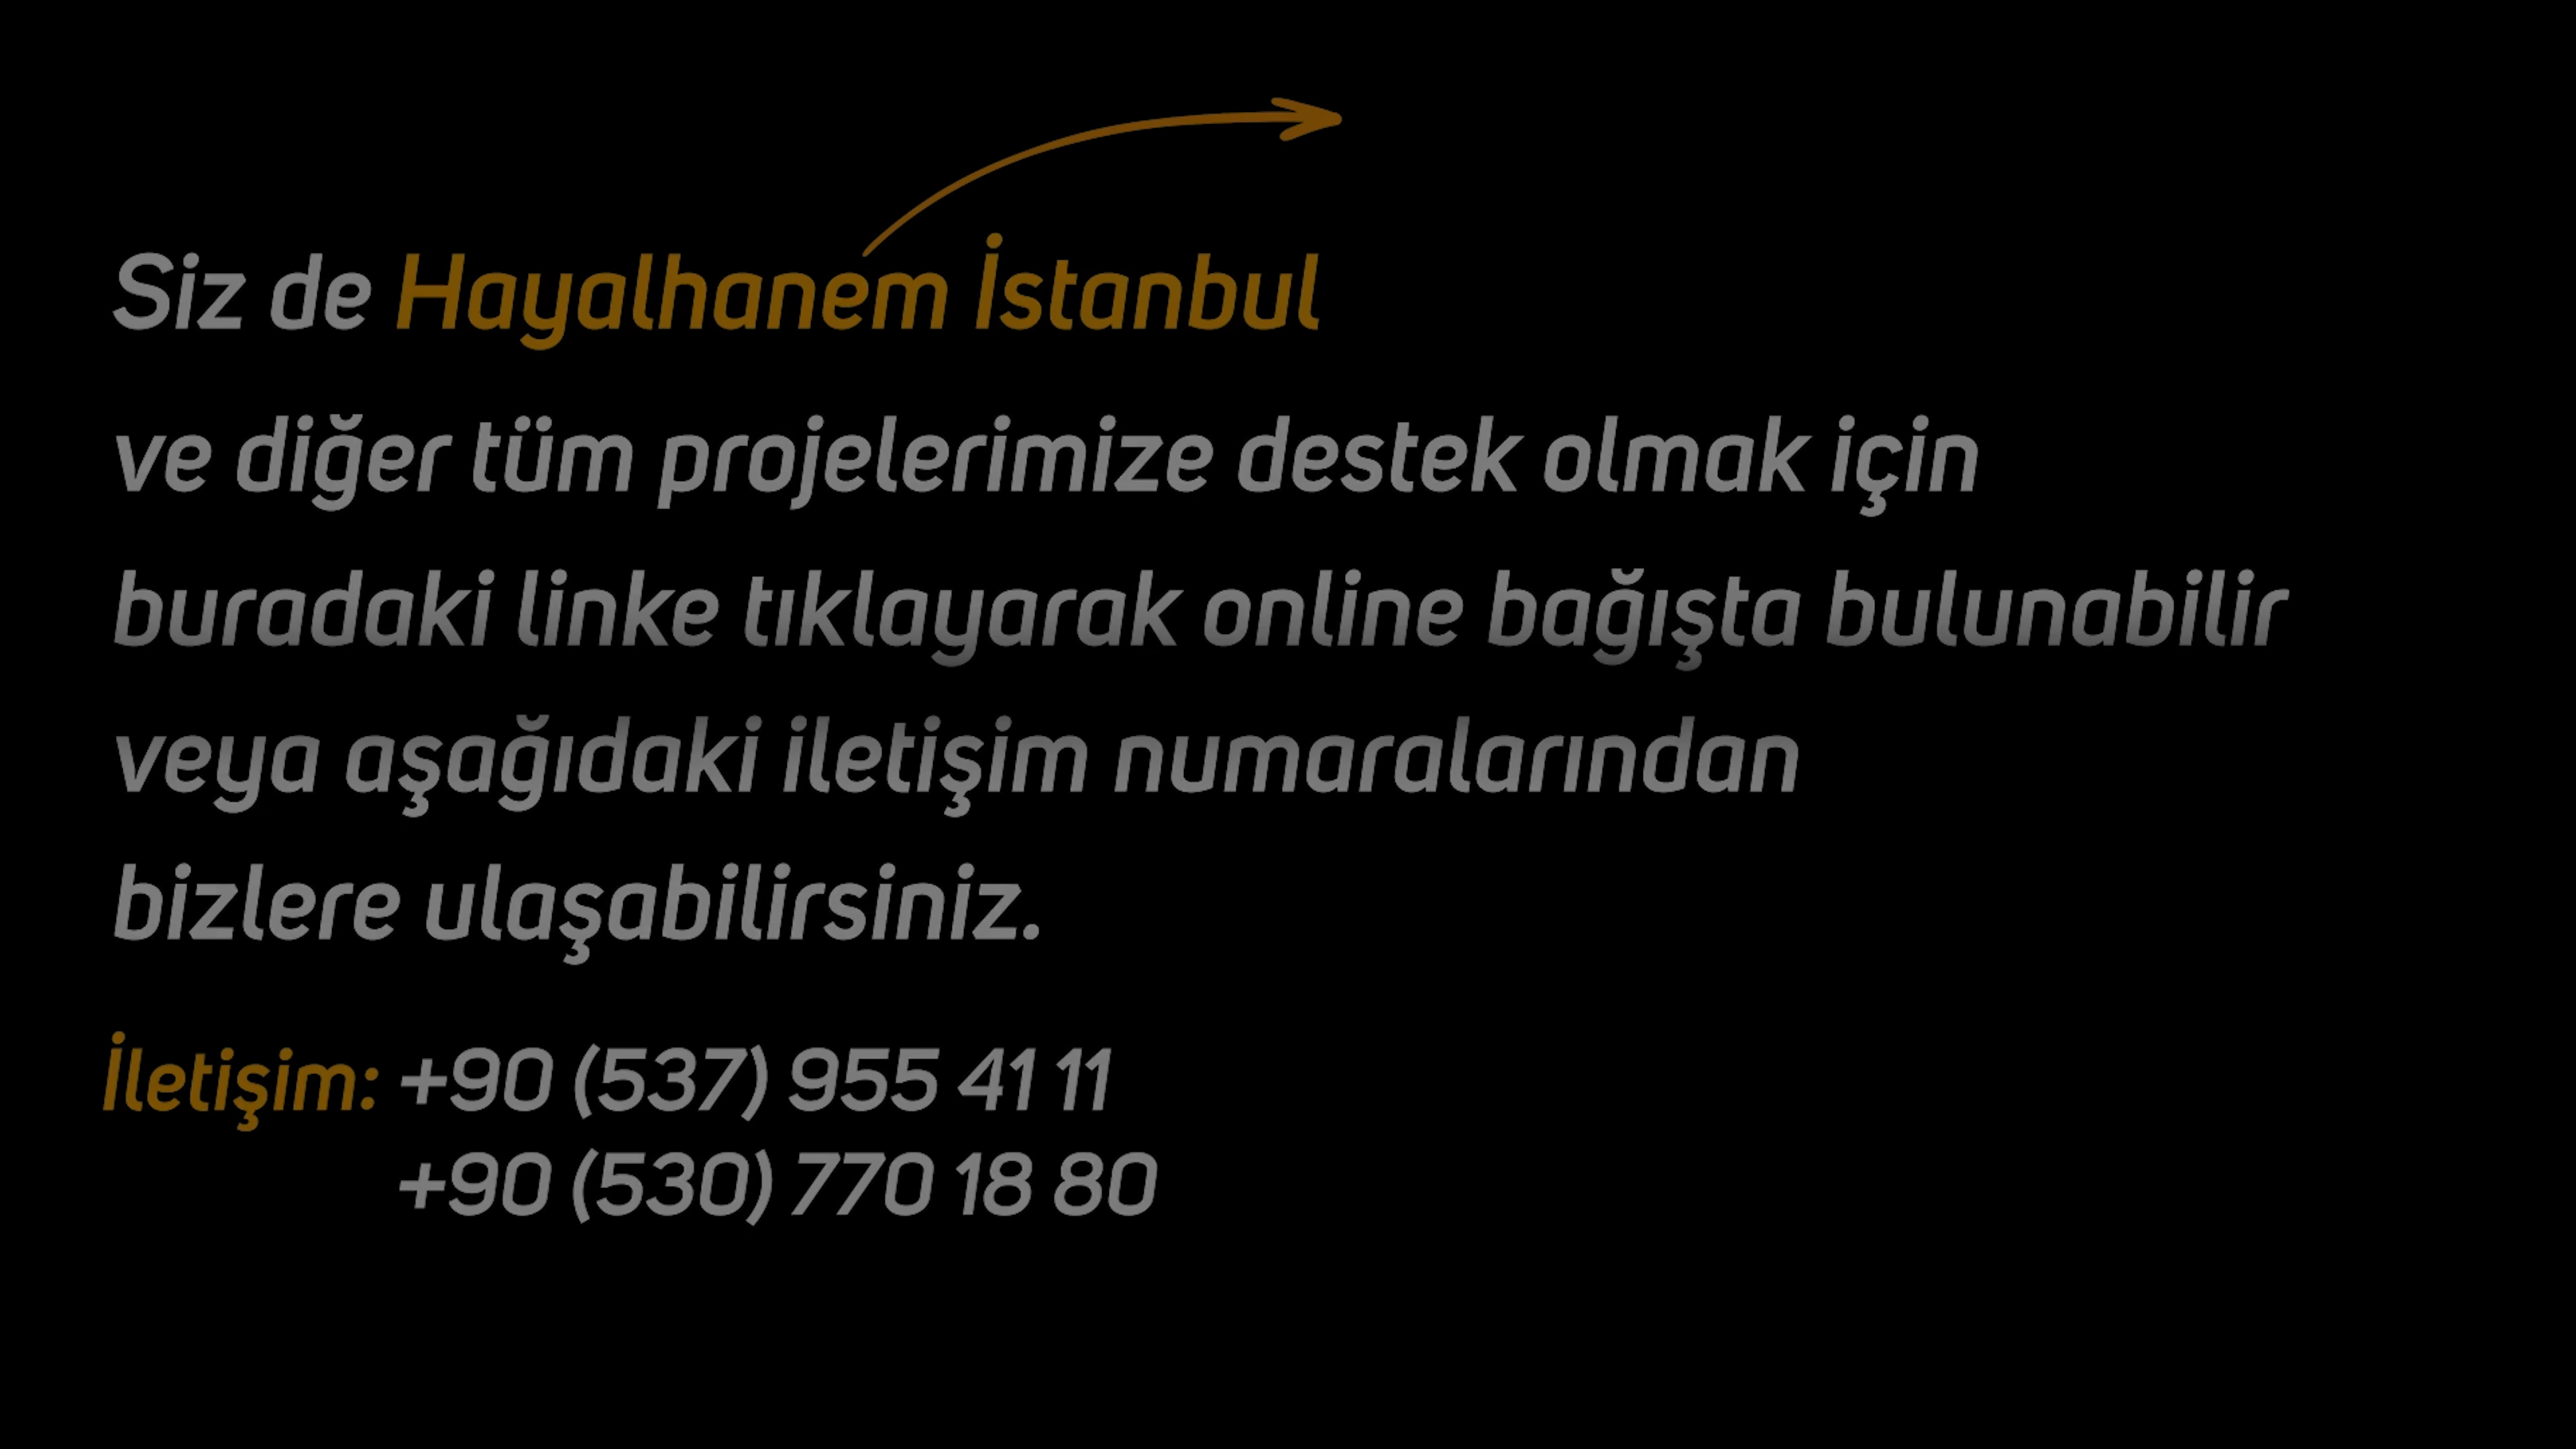 Siz de Hayalhanem İstanbul
ve diğer tüm projelerimize destek olmak için
buradaki linke tıklayarak online bağışta bulunabilir
veya aşağıdaki iletişim numaralarından
bizlere ulaşabilirsiniz.
İletişim: +90 (537) 955 41 11
+90 (530) 770 18 80